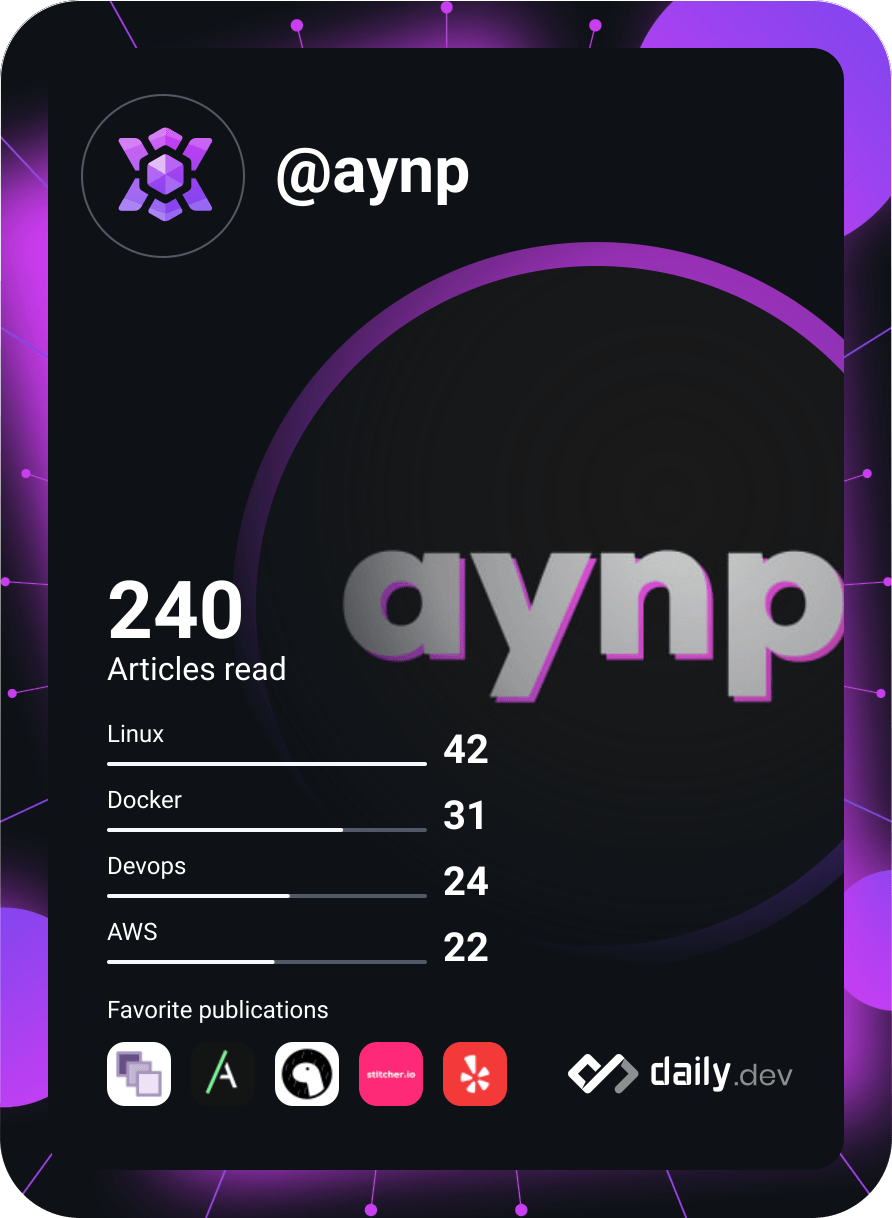 @aynp
aynp
240
Articles read
Linux
42
Docker
31
Devops
24
AWS
22
Favorite publications
stitcher.io
daily.dev